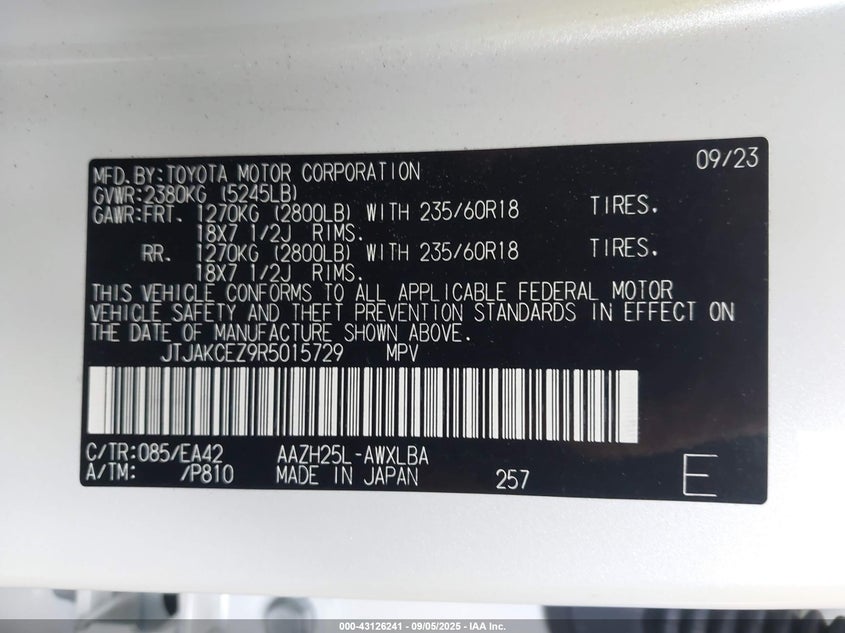 09/23
MFD. BY: TOYOTA MOTOR CORPORATION
GVWR: 2380KG (5245LB)
GAWR: FRT. 1270KG (2800LB) WITH 235/60R18 TIRES.
18X7 1/2J RIMS.
RR. 1270KG (2800LB) WITH 235/60R18 TIRES.
18X7 1/2J RIMS.
THIS VEHICLE CONFORMS TO ALL APPLICABLE FEDERAL MOTOR
VEHICLE SAFETY AND THEFT PREVENTION STANDARDS IN EFFECT ON
THE DATE OF MANUFACTURE SHOWN ABOVE.
JTJAKCEZ9R5015729 MPV
C/TR: 085/EA42 AAZH25L-AWXLBA
A/TM: /P810 MADE IN JAPAN 257 E
000-43126241 - 09/05/2025 - IAA Inc.